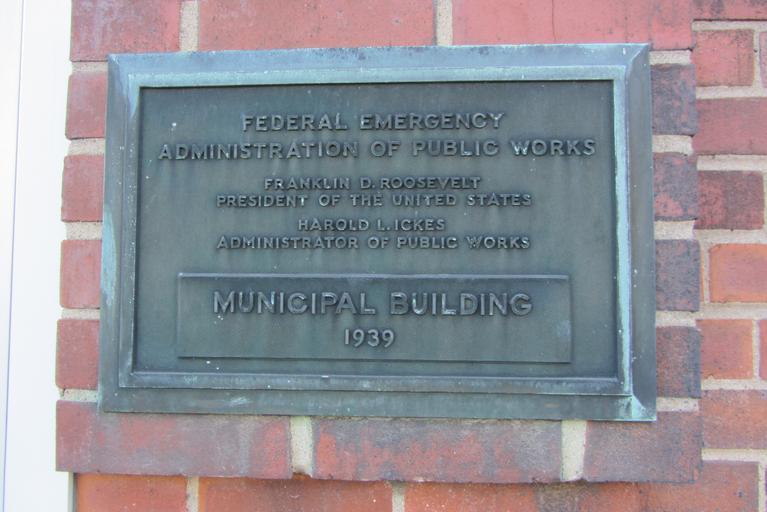 FEDERAL EMERGENCY
ADMINISTRATION OF PUBLIC WORKS
FRANKLIN D. ROOSEVELT
PRESIDENT OF THE UNITED STATES
HAROLD L. ICKES
ADMINISTRATOR OF PUBLIC WORKS
MUNICIPAL BUILDING
1939